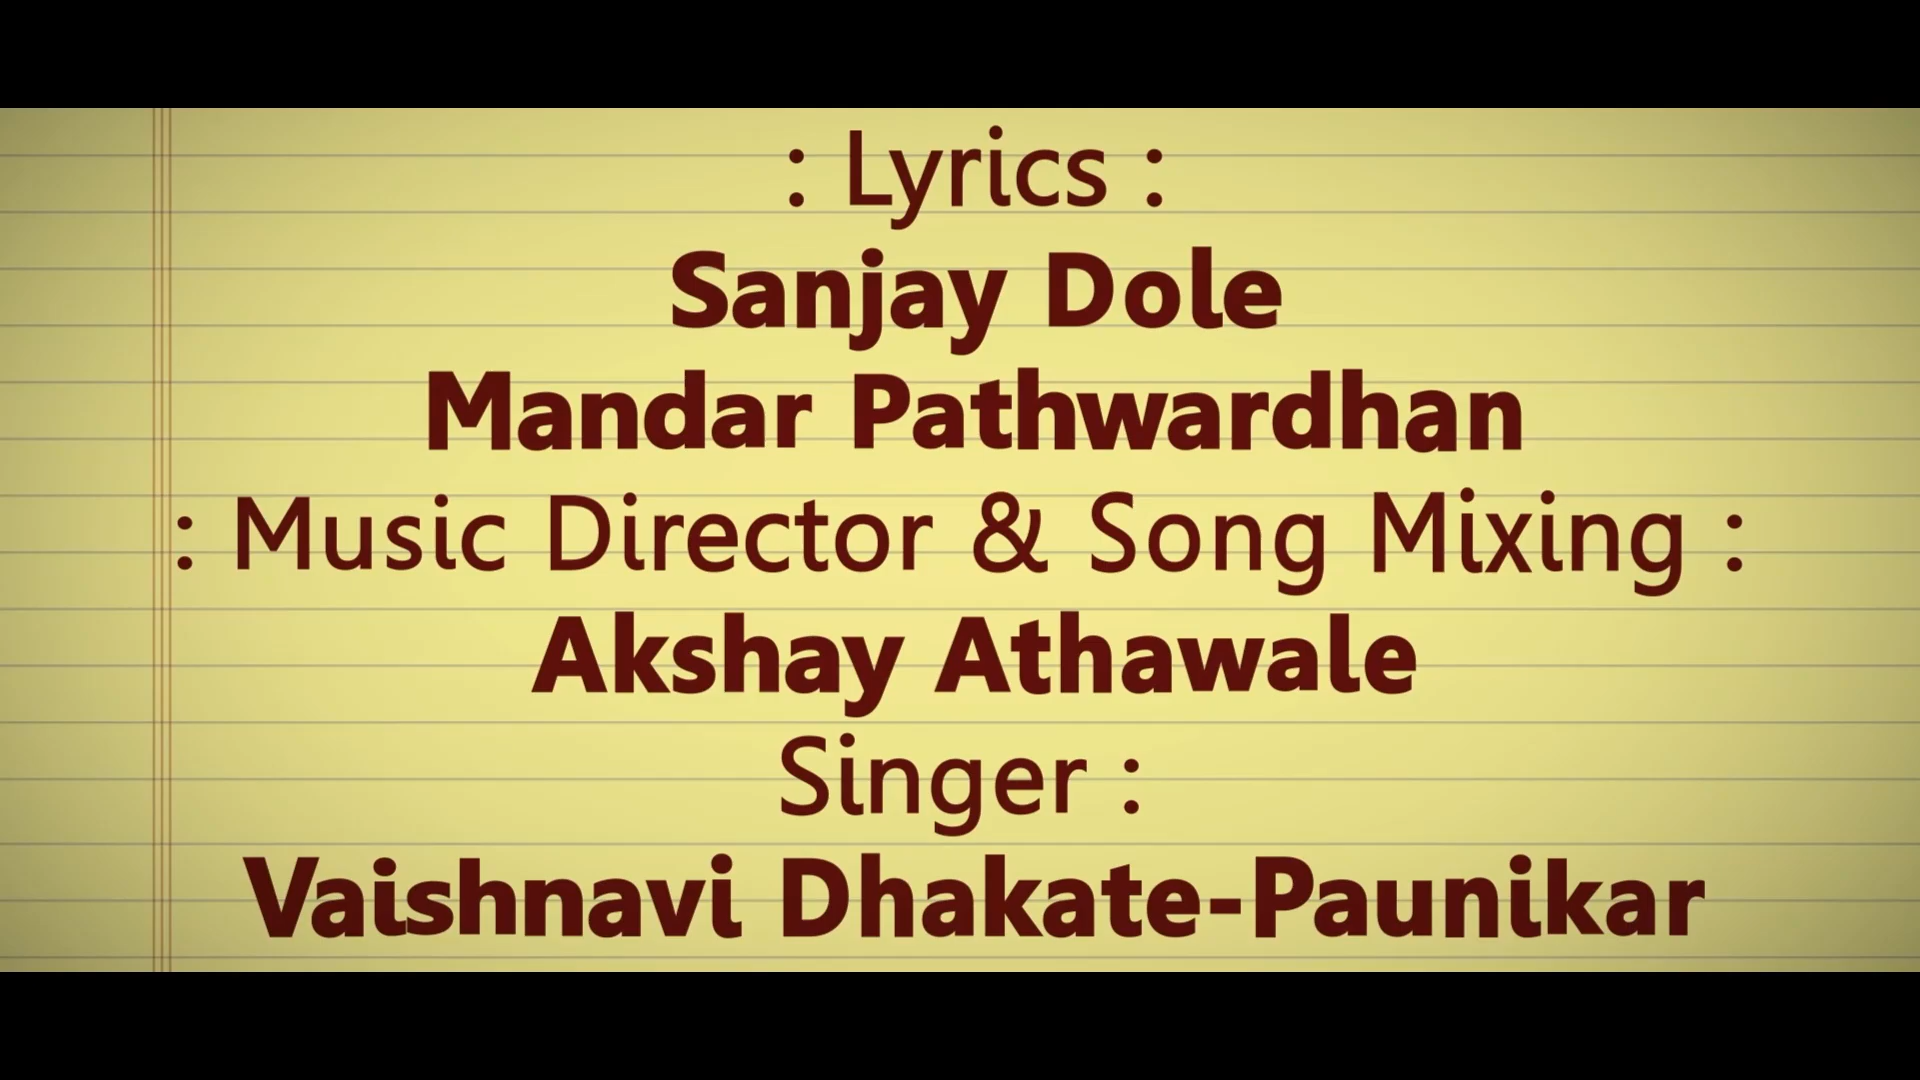 : Lyrics :
Sanjay Dole
Mandar Pathwardhan
: Music Director & Song Mixing :
Akshay Athawale
Singer :
Vaishnavi Dhakate-Paunikar